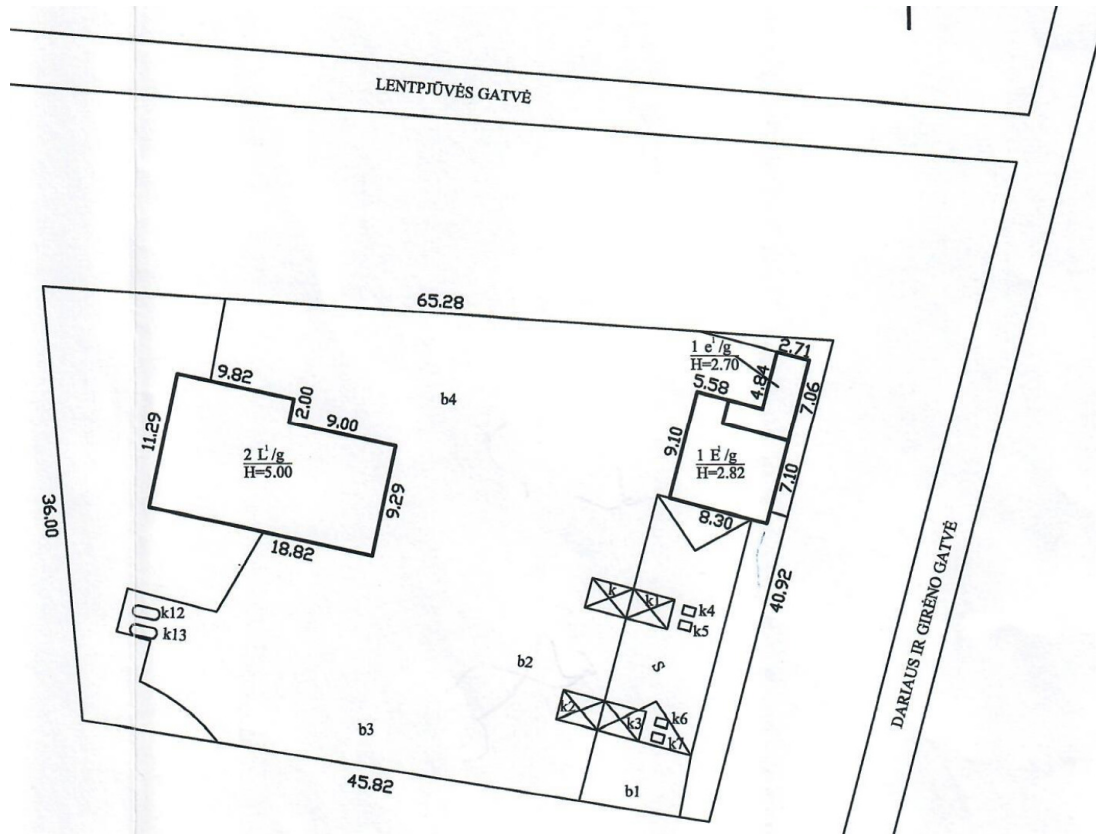 LENTPJŪVĖS GATVĖ
65.28
2.71
1 e¹/g
H=2.70
9.82
5.58
4.84
7.06
2.00
b4
9.00
11.29
9.10
2 L¹/g
H=5.00
1 E¹/g
H=2.82
7.10
36.00
9.29
8.30
18.82
40.92
DARIAUS IR GIRĖNO GATVĖ
k
k1
k4
k12
k5
k13
b2
s
k2
k3
k6
b3
k7
45.82
b1